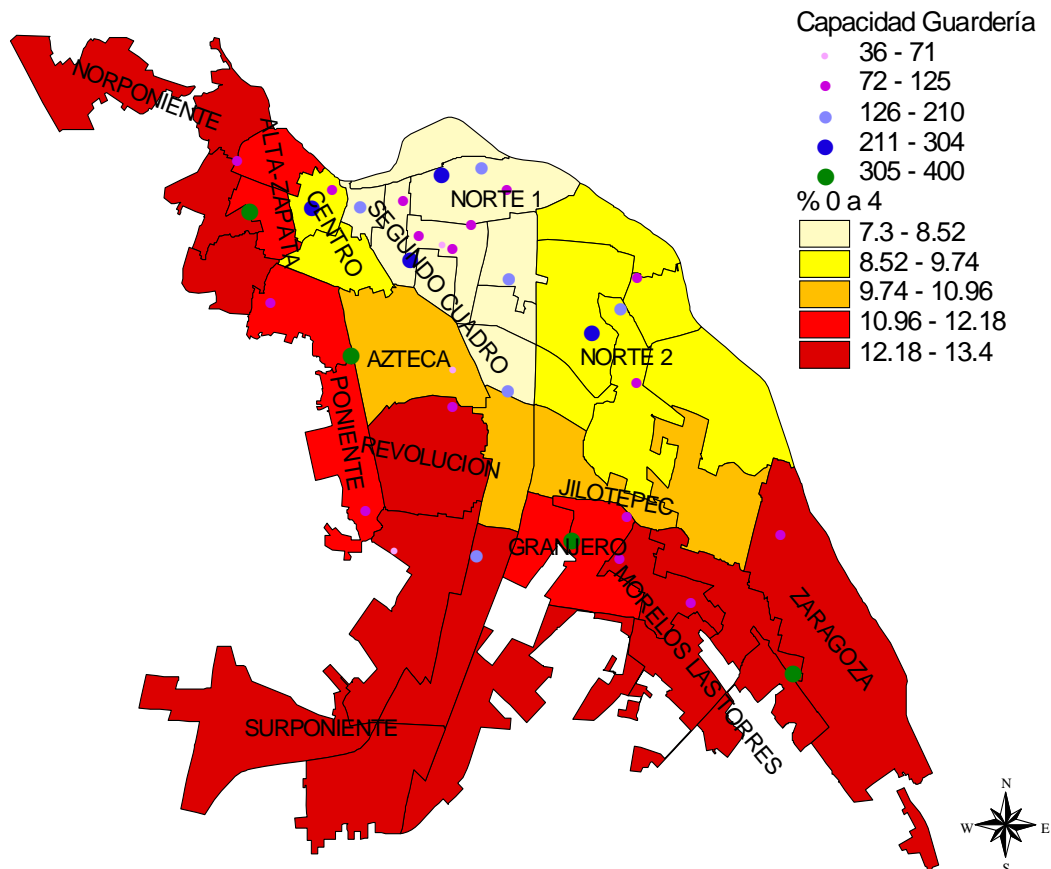 Capacidad Guardería
36 - 71
72 - 125
126 - 210
211 - 304
305 - 400
% 0 a 4
7.3 - 8.52
8.52 - 9.74
9.74 - 10.96
10.96 - 12.18
12.18 - 13.4
NORPONIENTE
ALTA-ZAPATA
CENTRO
SEGUNDO CUADRO
NORTE 1
NORTE 2
AZTECA
PONIENTE
REVOLUCION
JILOTEPEC
GRANJERO
MORELOS LAS TORRES
ZARAGOZA
SURPONIENTE
N
W E
S